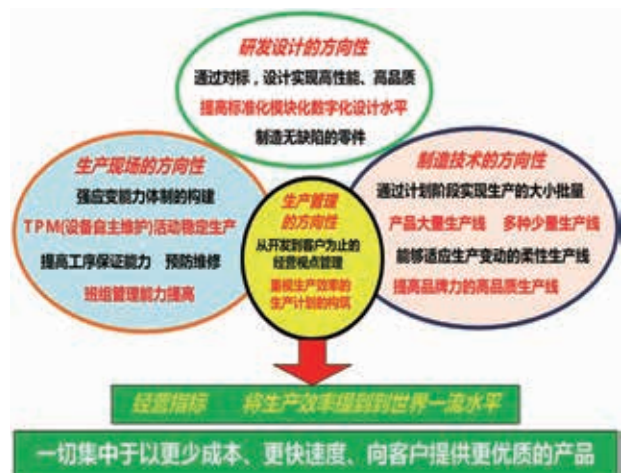 研发设计的方向性
通过对标，设计实现高性能、高品质
提高标准化模块化数字化设计水平
制造无缺陷的零件
生产现场的方向性
强应变能力体制的构建
TPM(设备自主维护)活动稳定生产
提高工序保证能力 预防维修
班组管理能力提高
生产管理
的方向性
从开发到客户为止的
经营视点管理
重视生产效率的
生产计划的构筑
制造技术的方向性
通过计划阶段实现生产的大小批量
产品大量生产线 多种少量生产线
能够适应生产变动的柔性生产线
提高品牌力的高品质生产线
经营指标 将生产效率提到到世界一流水平
一切集中于以更少成本、更快速度、向客户提供更优质的产品